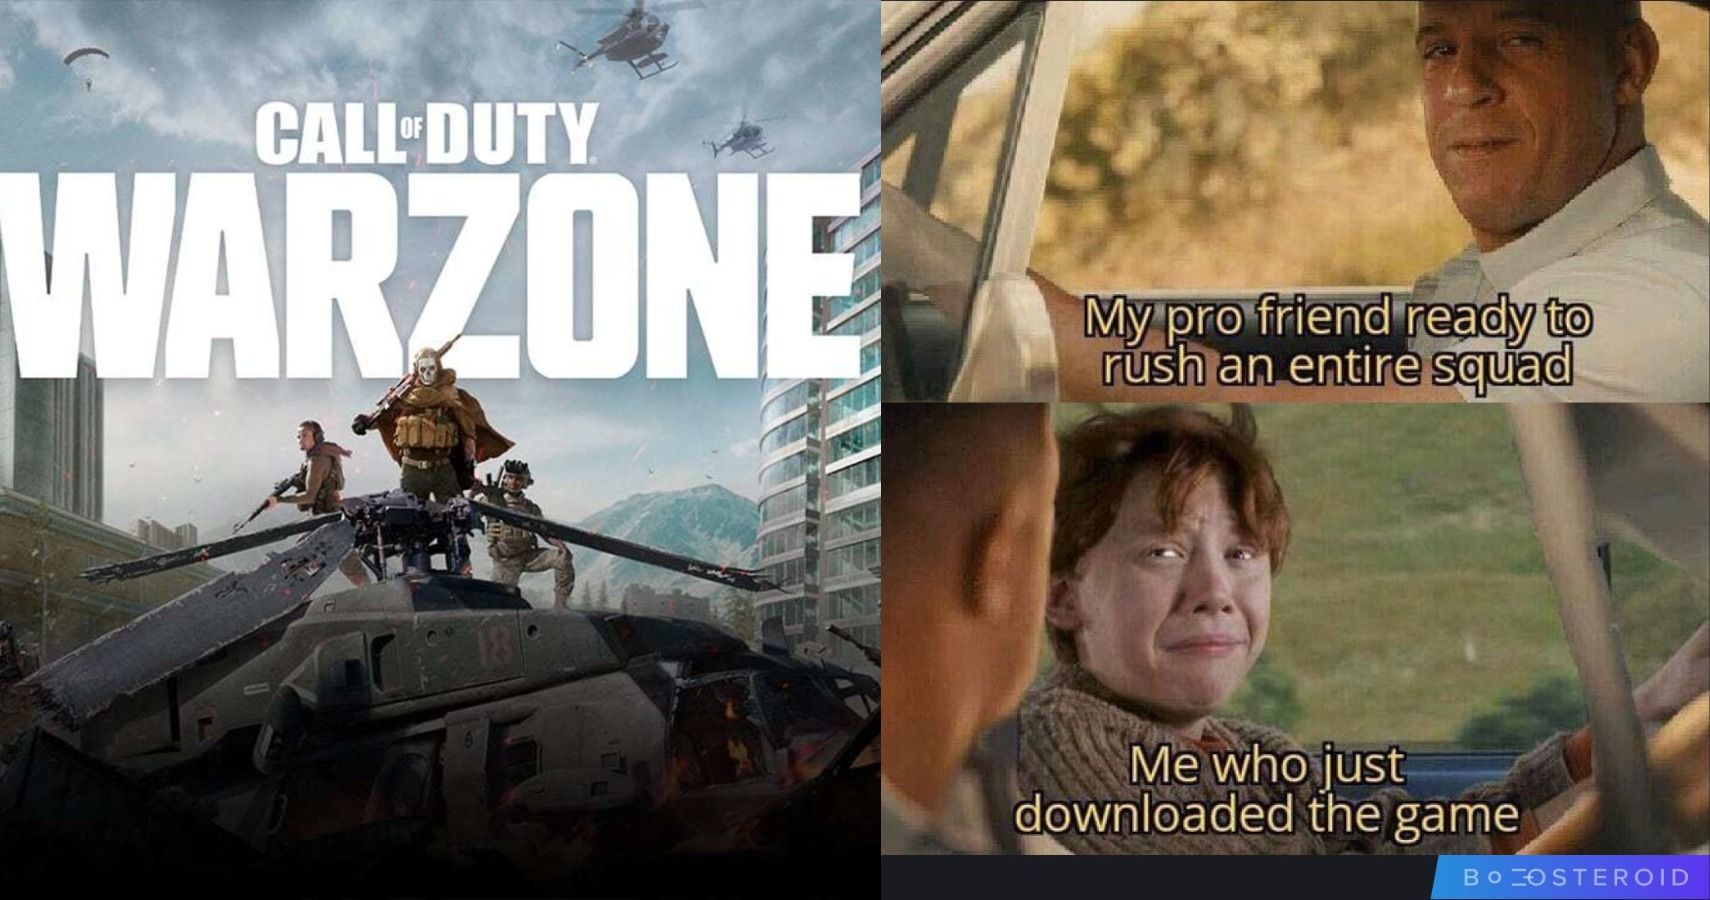 CALL OF DUTY
WARZONE
My pro friend ready to
rush an entire squad
Me who just
downloaded the game
BOOSTEROID